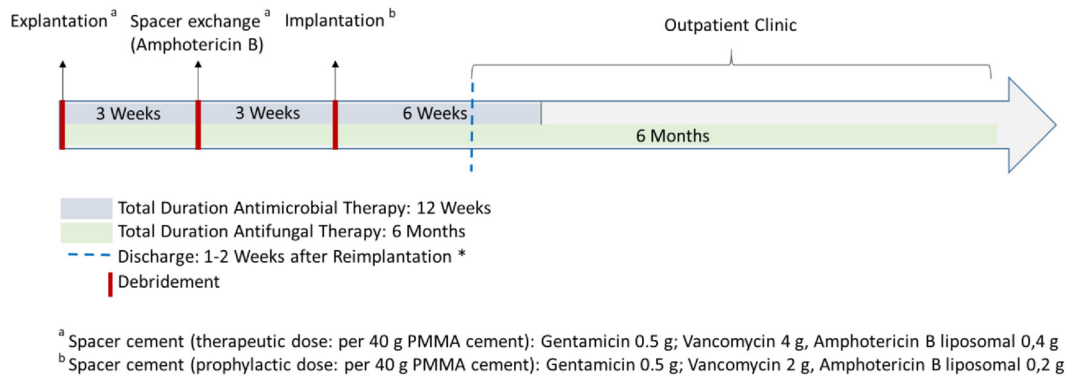 Explantation a
Spacer exchange a
(Amphotericin B)
Implantation b
Outpatient Clinic
3 Weeks
3 Weeks
6 Weeks
6 Months
Total Duration Antimicrobial Therapy: 12 Weeks
Total Duration Antifungal Therapy: 6 Months
Discharge: 1-2 Weeks after Reimplantation *
Debridement
a Spacer cement (therapeutic dose: per 40 g PMMA cement): Gentamicin 0.5 g; Vancomycin 4 g, Amphotericin B liposomal 0,4 g
b Spacer cement (prophylactic dose: per 40 g PMMA cement): Gentamicin 0.5 g; Vancomycin 2 g, Amphotericin B liposomal 0,2 g